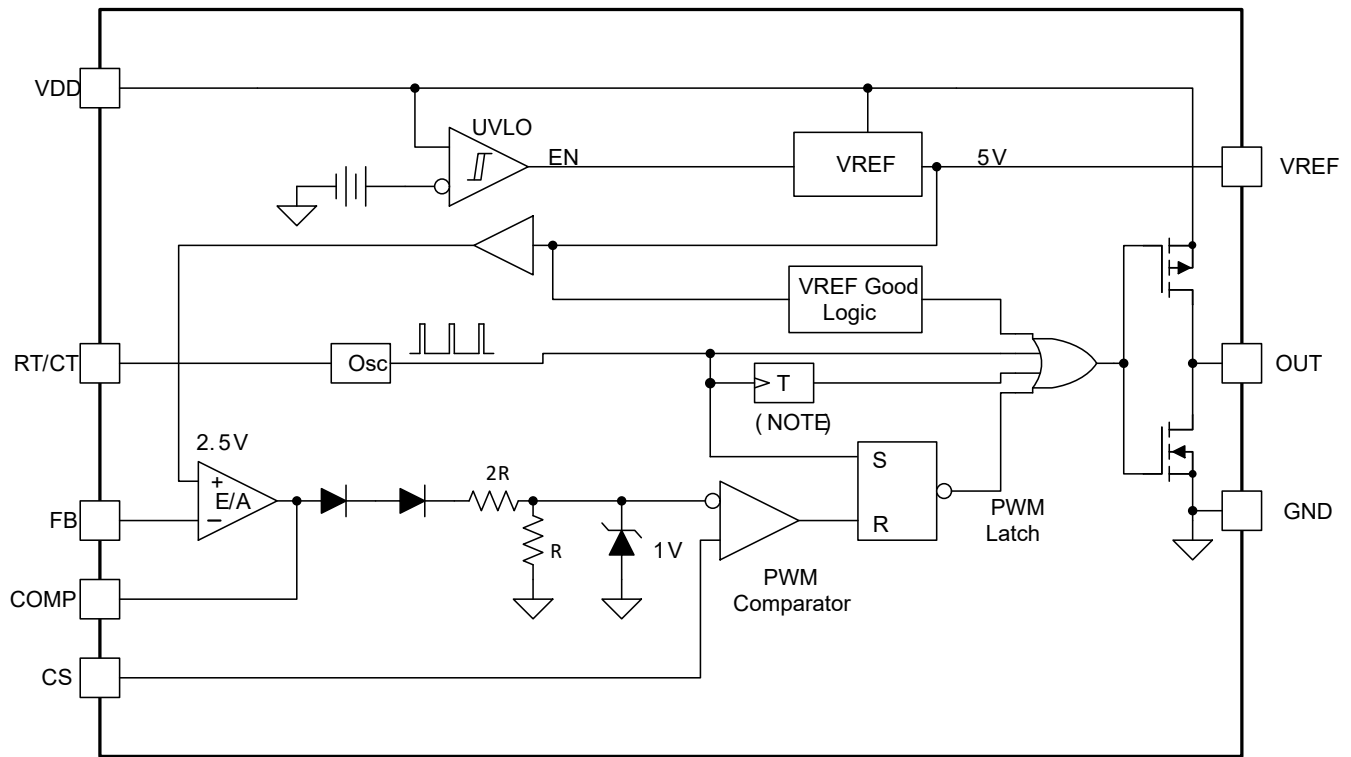 VDD
UVLO
EN
VREF
5V
VREF
VREF Good
Logic
RT/CT
Osc
T
(NOTE)
OUT
2.5V
+
E/A
−
2R
R
1V
S
R
PWM
Latch
FB
GND
COMP
PWM
Comparator
CS